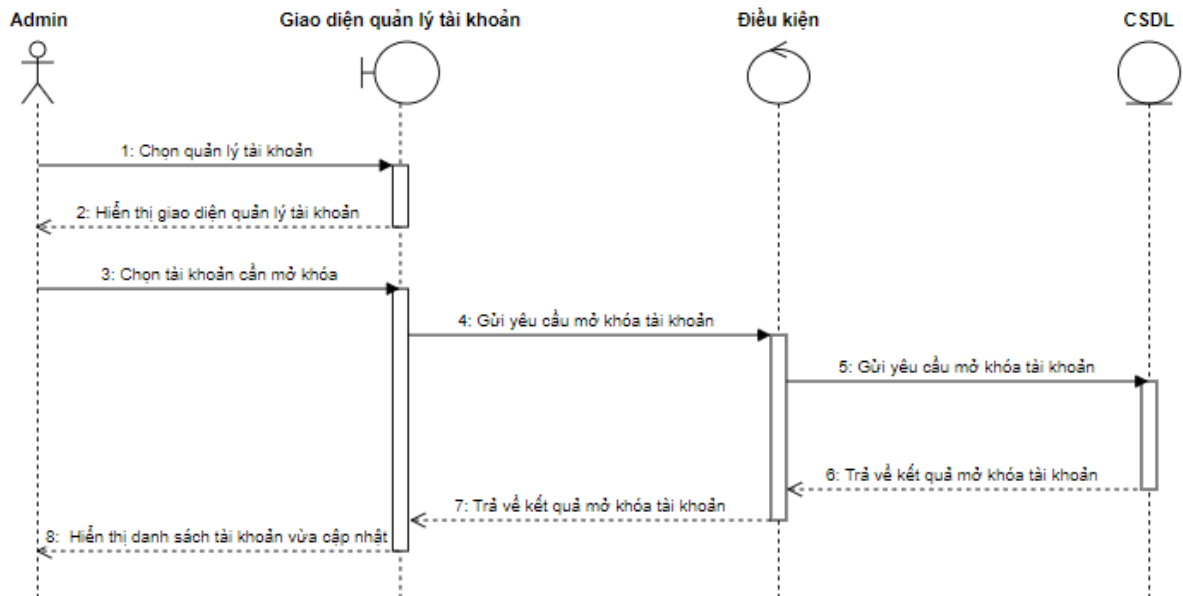 Admin
Giao diện quản lý tài khoản
Điều kiện
CSDL
1: Chọn quản lý tài khoản
2: Hiển thị giao diện quản lý tài khoản
3: Chọn tài khoản cần mở khóa
4: Gửi yêu cầu mở khóa tài khoản
5: Gửi yêu cầu mở khóa tài khoản
6: Trả về kết quả mở khóa tài khoản
7: Trả về kết quả mở khóa tài khoản
8: Hiển thị danh sách tài khoản vừa cập nhật